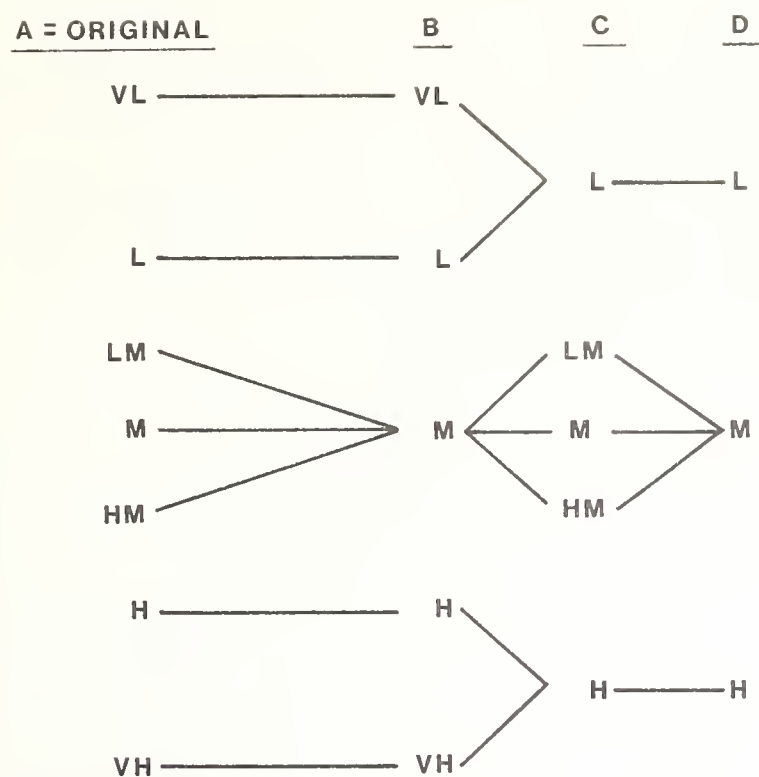 A = ORIGINAL B C D
VL VL
L L
L L
LM LM
M M M M
HM HM
H H
H H
VH VH